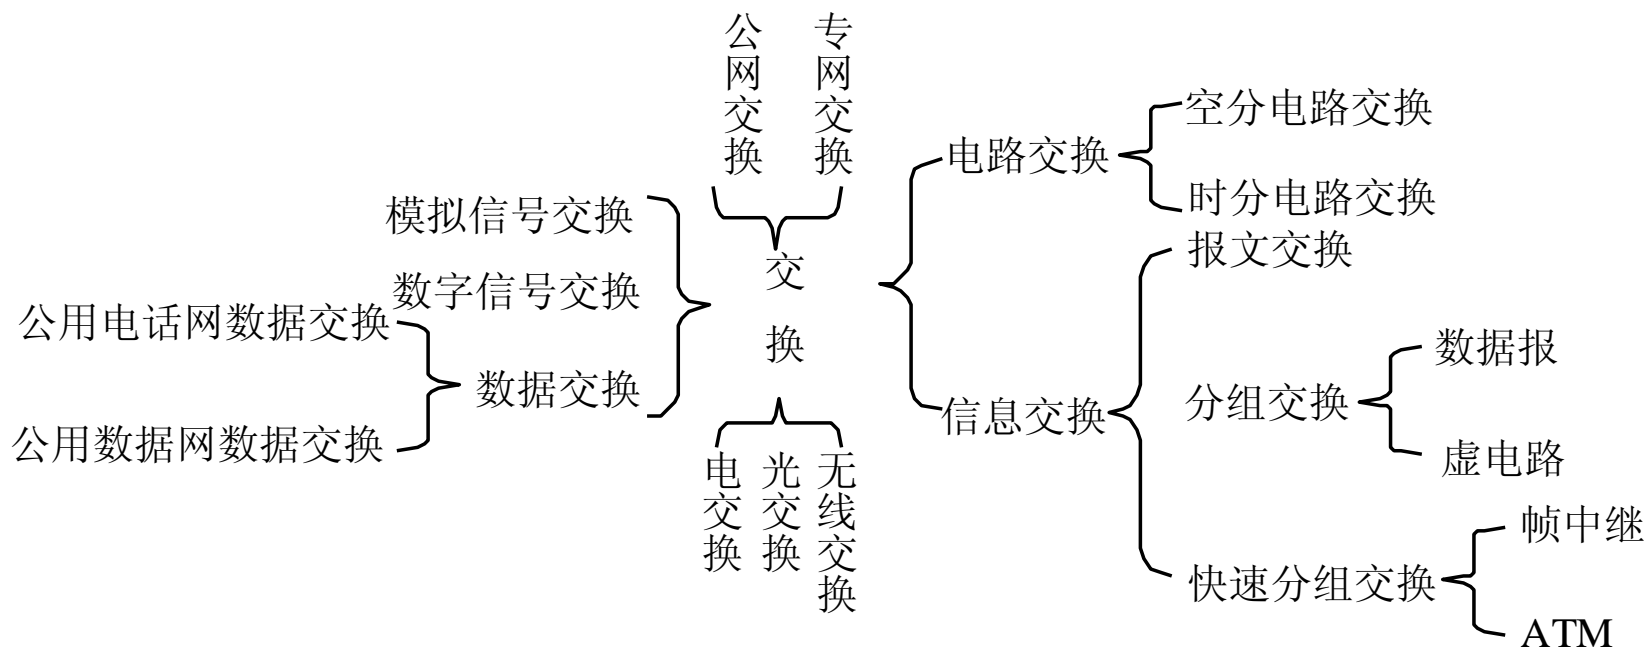 公网交换
专网交换
模拟信号交换
数字信号交换
公用电话网数据交换
数据交换
公用数据网数据交换
交换
电交换
光交换
无线交换
电路交换
空分电路交换
时分电路交换
信息交换
报文交换
分组交换
数据报
虚电路
快速分组交换
帧中继
ATM